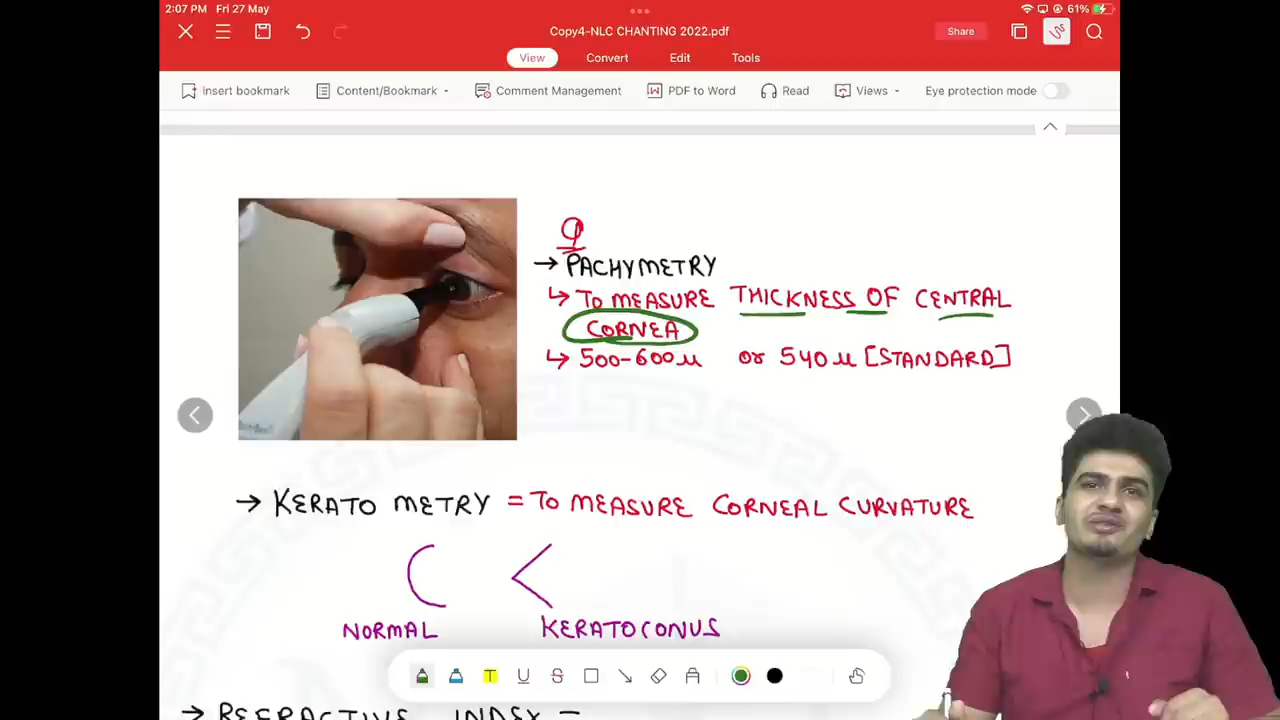 2:07 PM Fri 27 May
61%
Copy4-NLC CHANTING 2022.pdf
Share
View Convert Edit Tools
Insert bookmark Content/Bookmark Comment Management PDF to Word Read Views Eye protection mode
Q
→ PACHYMETRY
↳ TO MEASURE THICKNESS OF CENTRAL
CORNEA
↳ 500-600 µ or 540 µ [STANDARD]
→ KERATO METRY = TO MEASURE CORNEAL CURVATURE
NORMAL KERATOCONUS
T U S
→ REFRACTIVE INDEX =